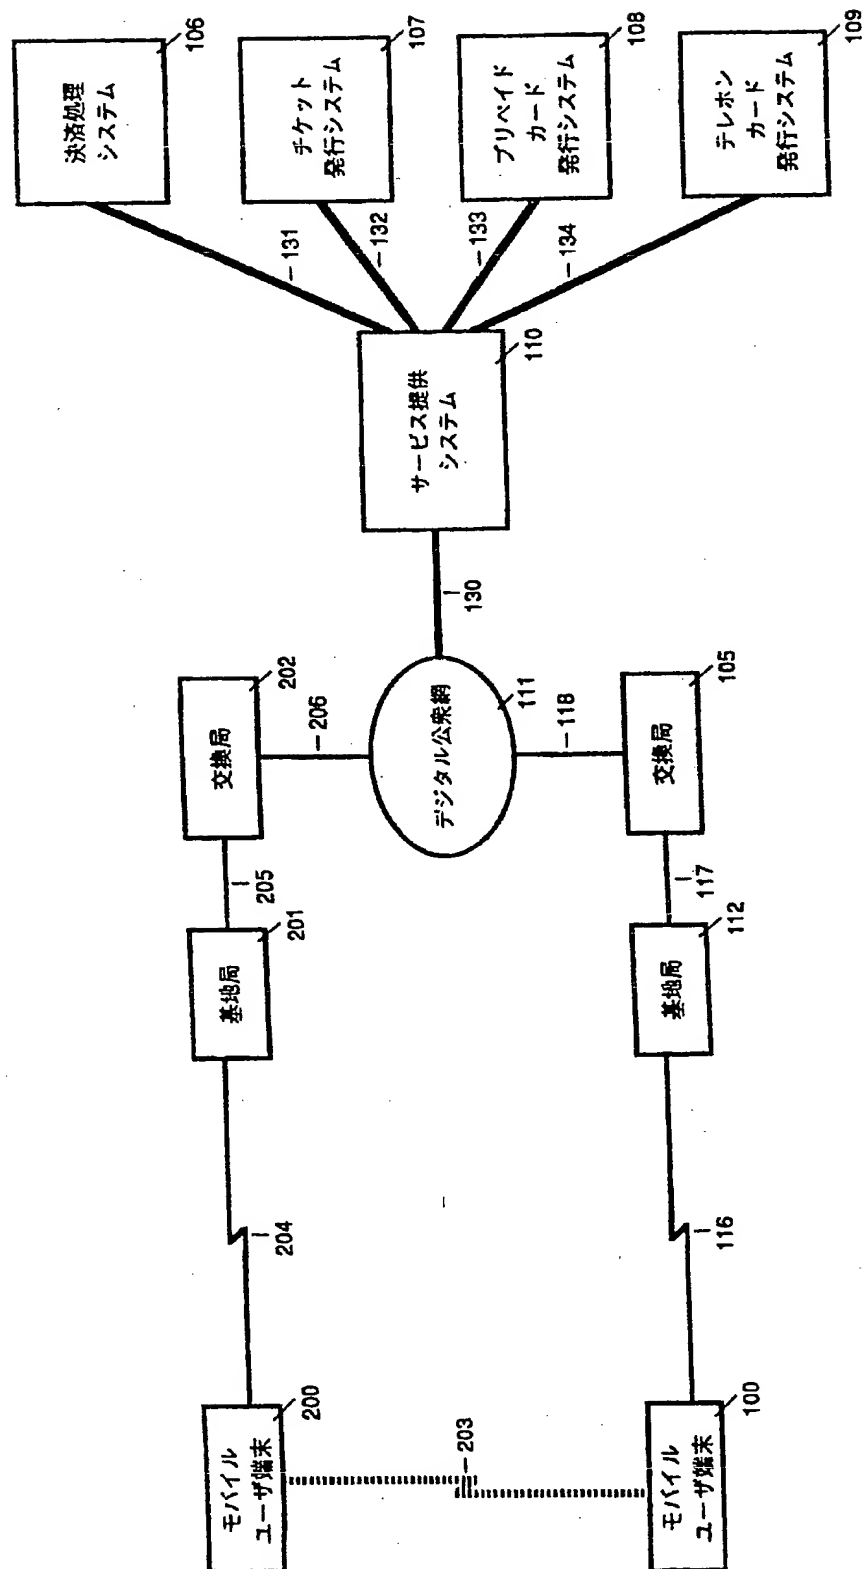 決済処理
システム
106
チケット
発行システム
107
プリペイド
カード
発行システム
108
テレホン
カード
発行システム
109
131
132
133
134
サービス提供
システム
110
130
交換局
202
206
デジタル公衆網
111
118
交換局
105
205
117
基地局
201
基地局
112
204
116
モバイル
ユーザ端末
200
203
モバイル
ユーザ端末
100